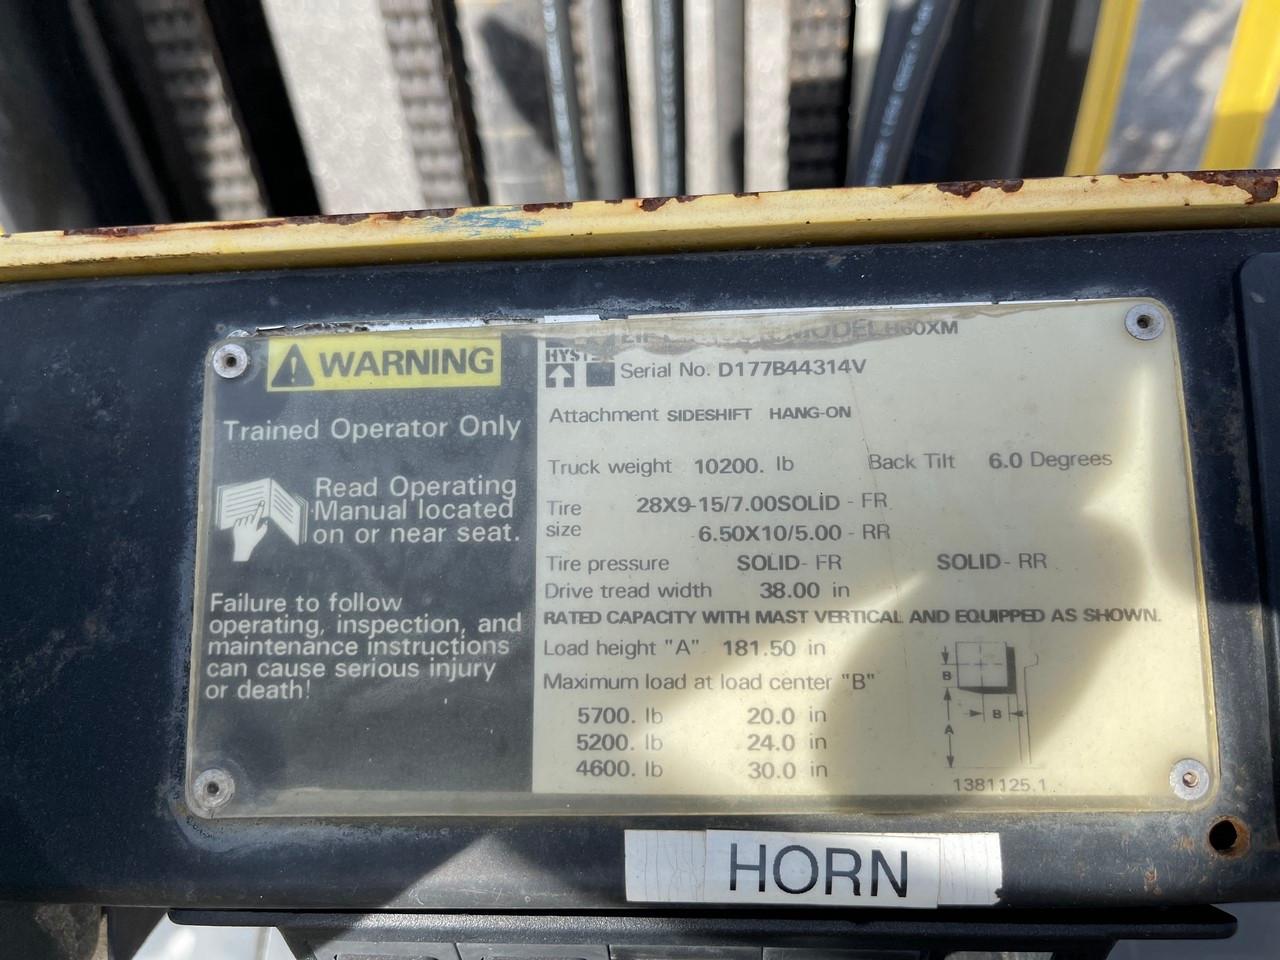 WARNING
Trained Operator Only
Read Operating
Manual located
on or near seat.
Failure to follow
operating, inspection, and
maintenance instructions
can cause serious injury
or death!
MODEL H60XM
Serial No. D177B44314V
Attachment SIDESHIFT HANG-ON
Truck weight 10200. lb Back Tilt 6.0 Degrees
Tire 28X9-15/7.00SOLID - FR
size 6.50X10/5.00 - RR
Tire pressure SOLID- FR SOLID- RR
Drive tread width 38.00 in
RATED CAPACITY WITH MAST VERTICAL AND EQUIPPED AS SHOWN.
Load height "A" 181.50 in
Maximum load at load center "B"
5700. lb 20.0 in
5200. lb 24.0 in
4600. lb 30.0 in
B
B
A
1381125.1
HORN